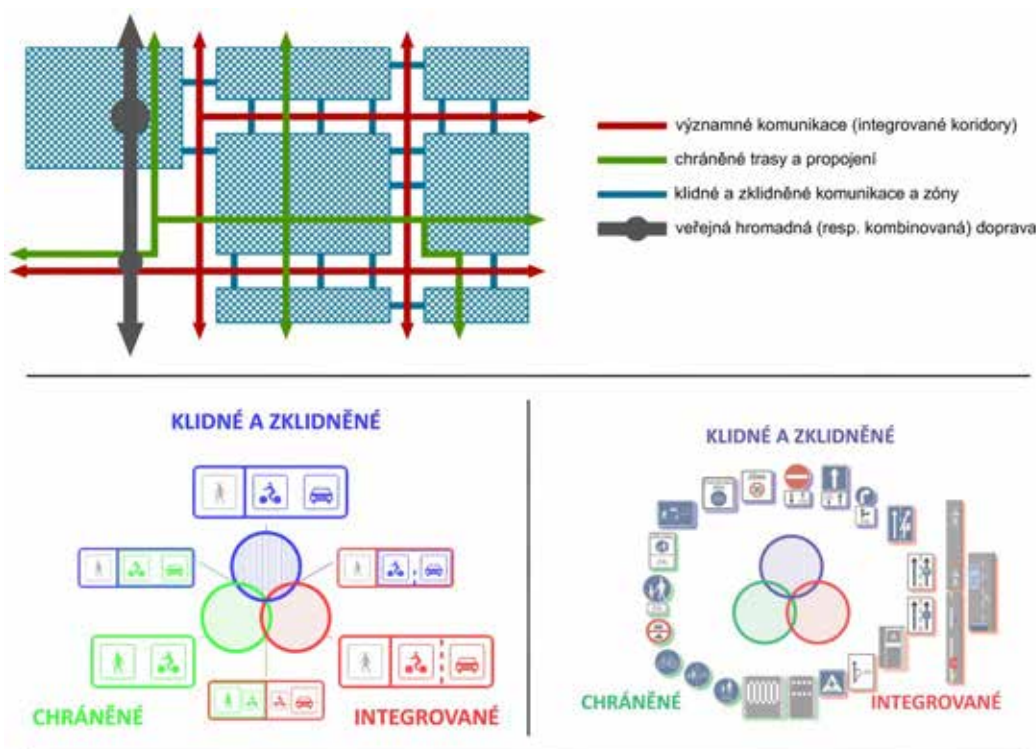 významné komunikace (integrované koridory)
chráněné trasy a propojení
klidné a zklidněné komunikace a zóny
veřejná hromadná (resp. kombinovaná) doprava
KLIDNÉ A ZKLIDNĚNÉ
CHRÁNĚNÉ
INTEGROVANÉ
KLIDNÉ A ZKLIDNĚNÉ
CHRÁNĚNÉ
INTEGROVANÉ